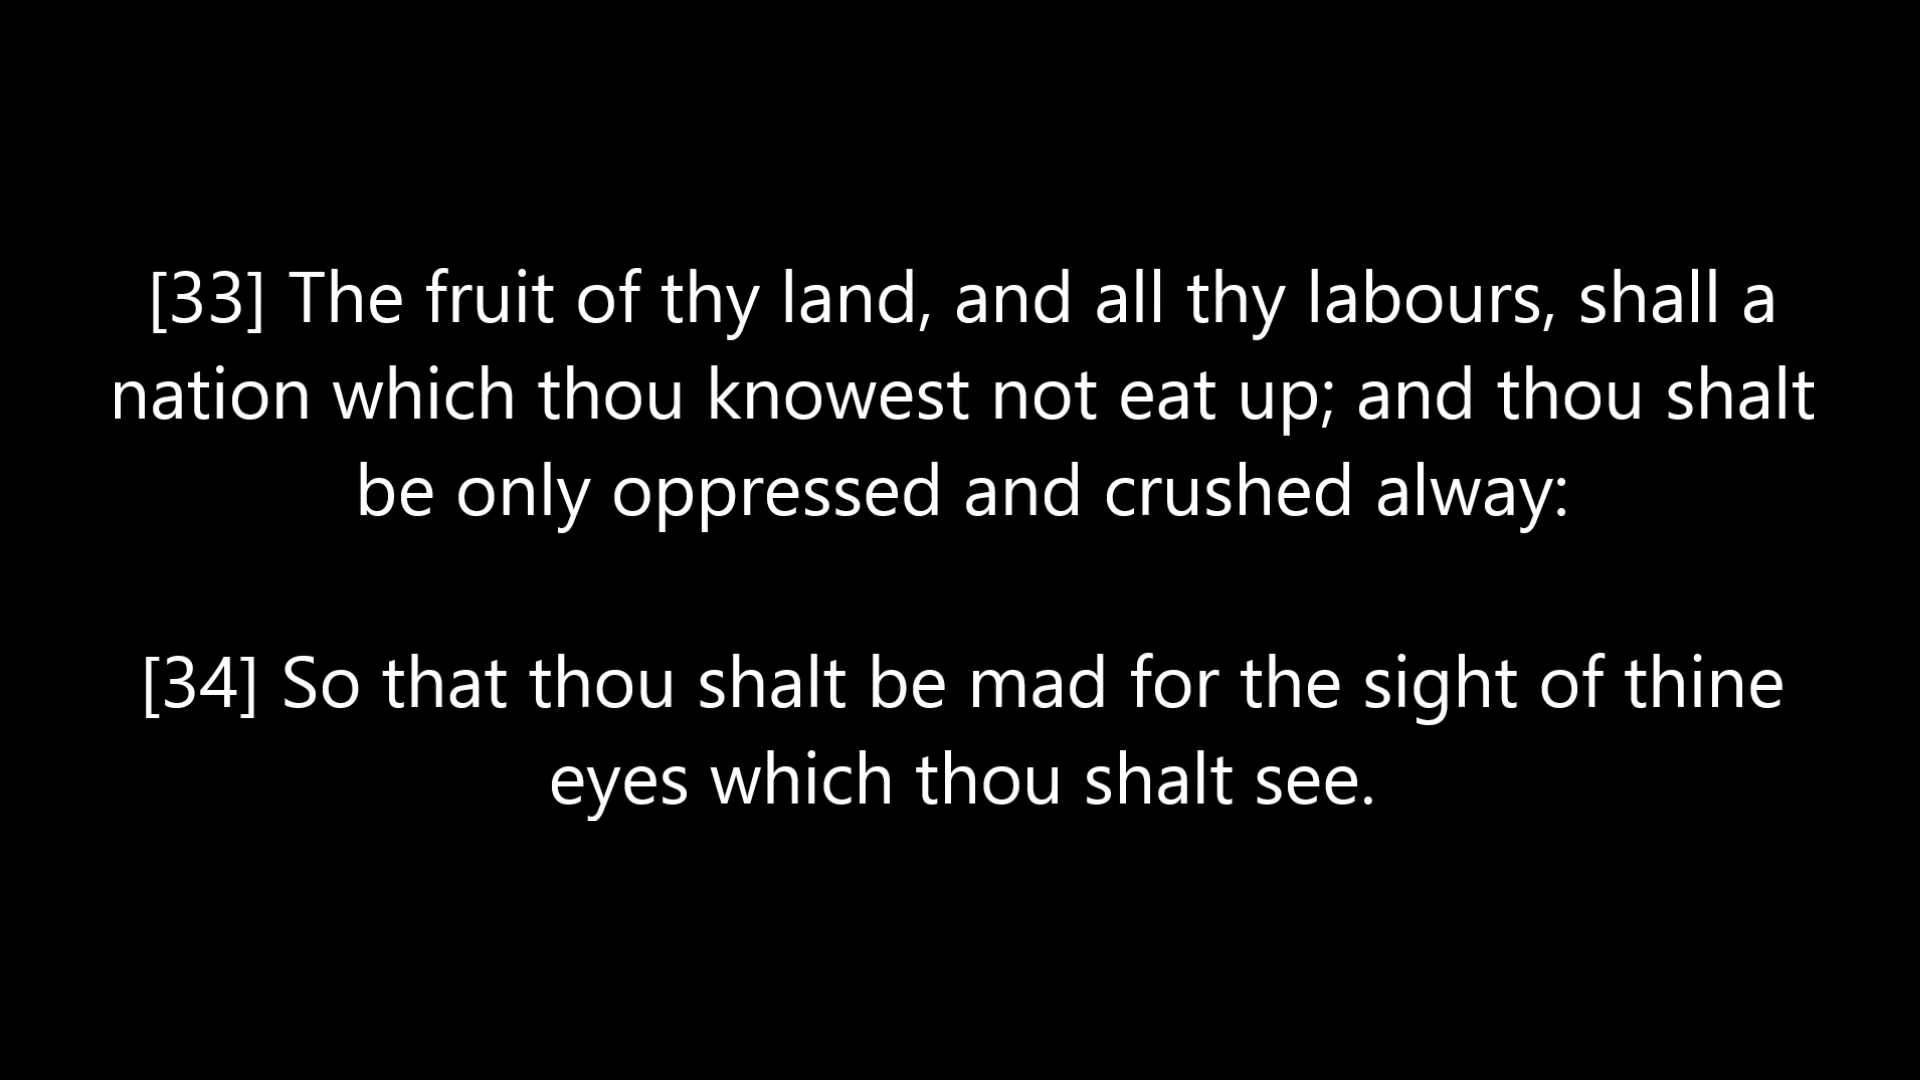 [33] The fruit of thy land, and all thy labours, shall a
nation which thou knowest not eat up; and thou shalt
be only oppressed and crushed alway:
[34] So that thou shalt be mad for the sight of thine
eyes which thou shalt see.